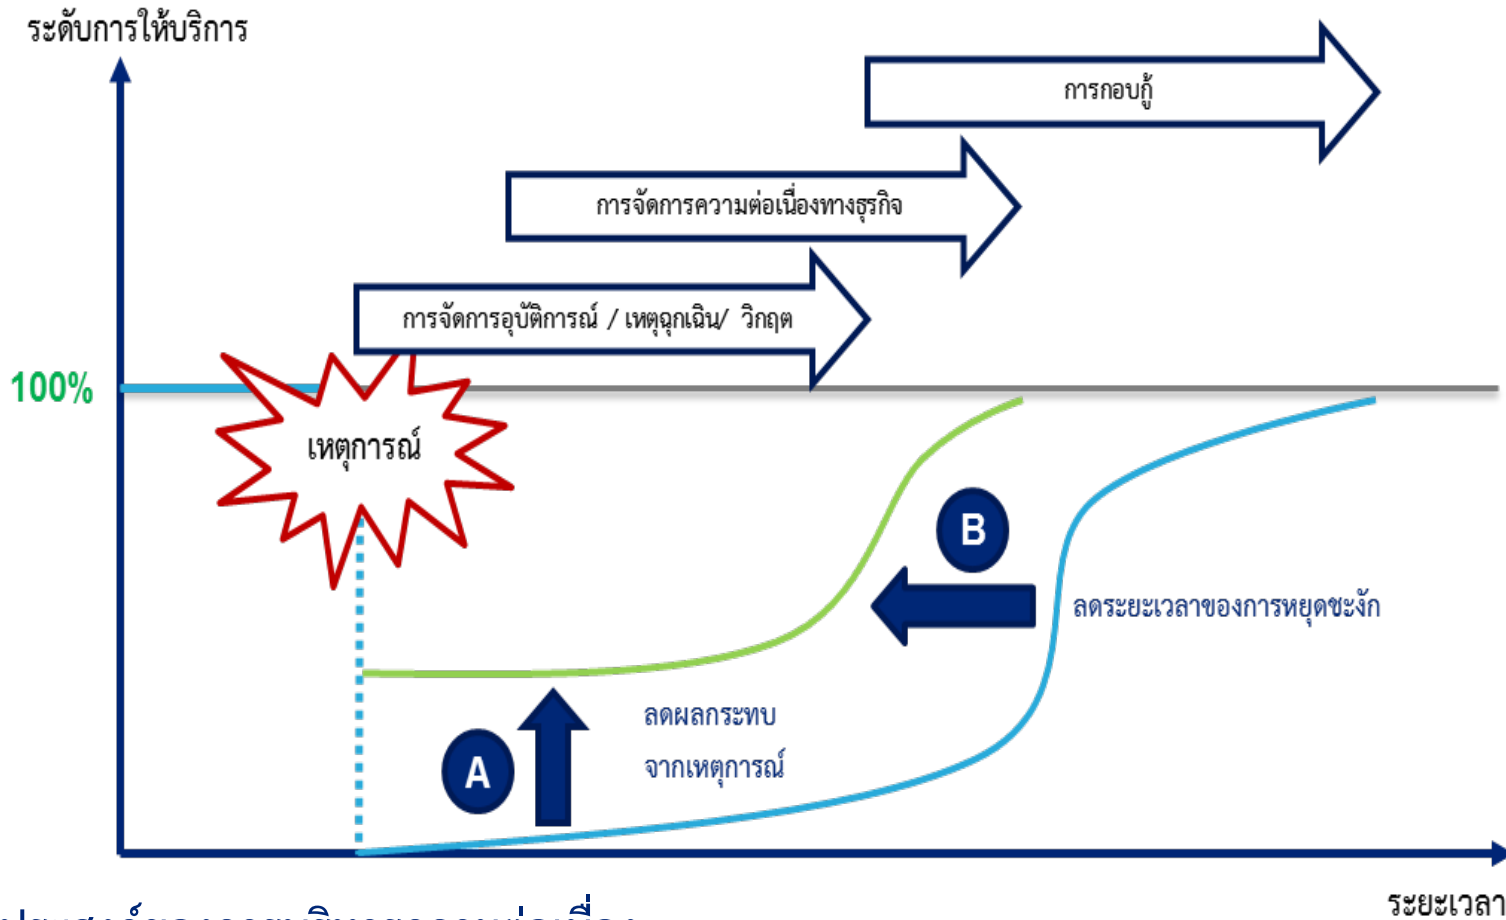 ระดับการให้บริการ
การกอบกู้
การจัดการความต่อเนื่องทางธุรกิจ
การจัดการอุบัติการณ์ / เหตุฉุกเฉิน/ วิกฤต
100%
เหตุการณ์
B
ลดระยะเวลาของการหยุดชะงัก
ลดผลกระทบ
A
จากเหตุการณ์
ระยะเวลา